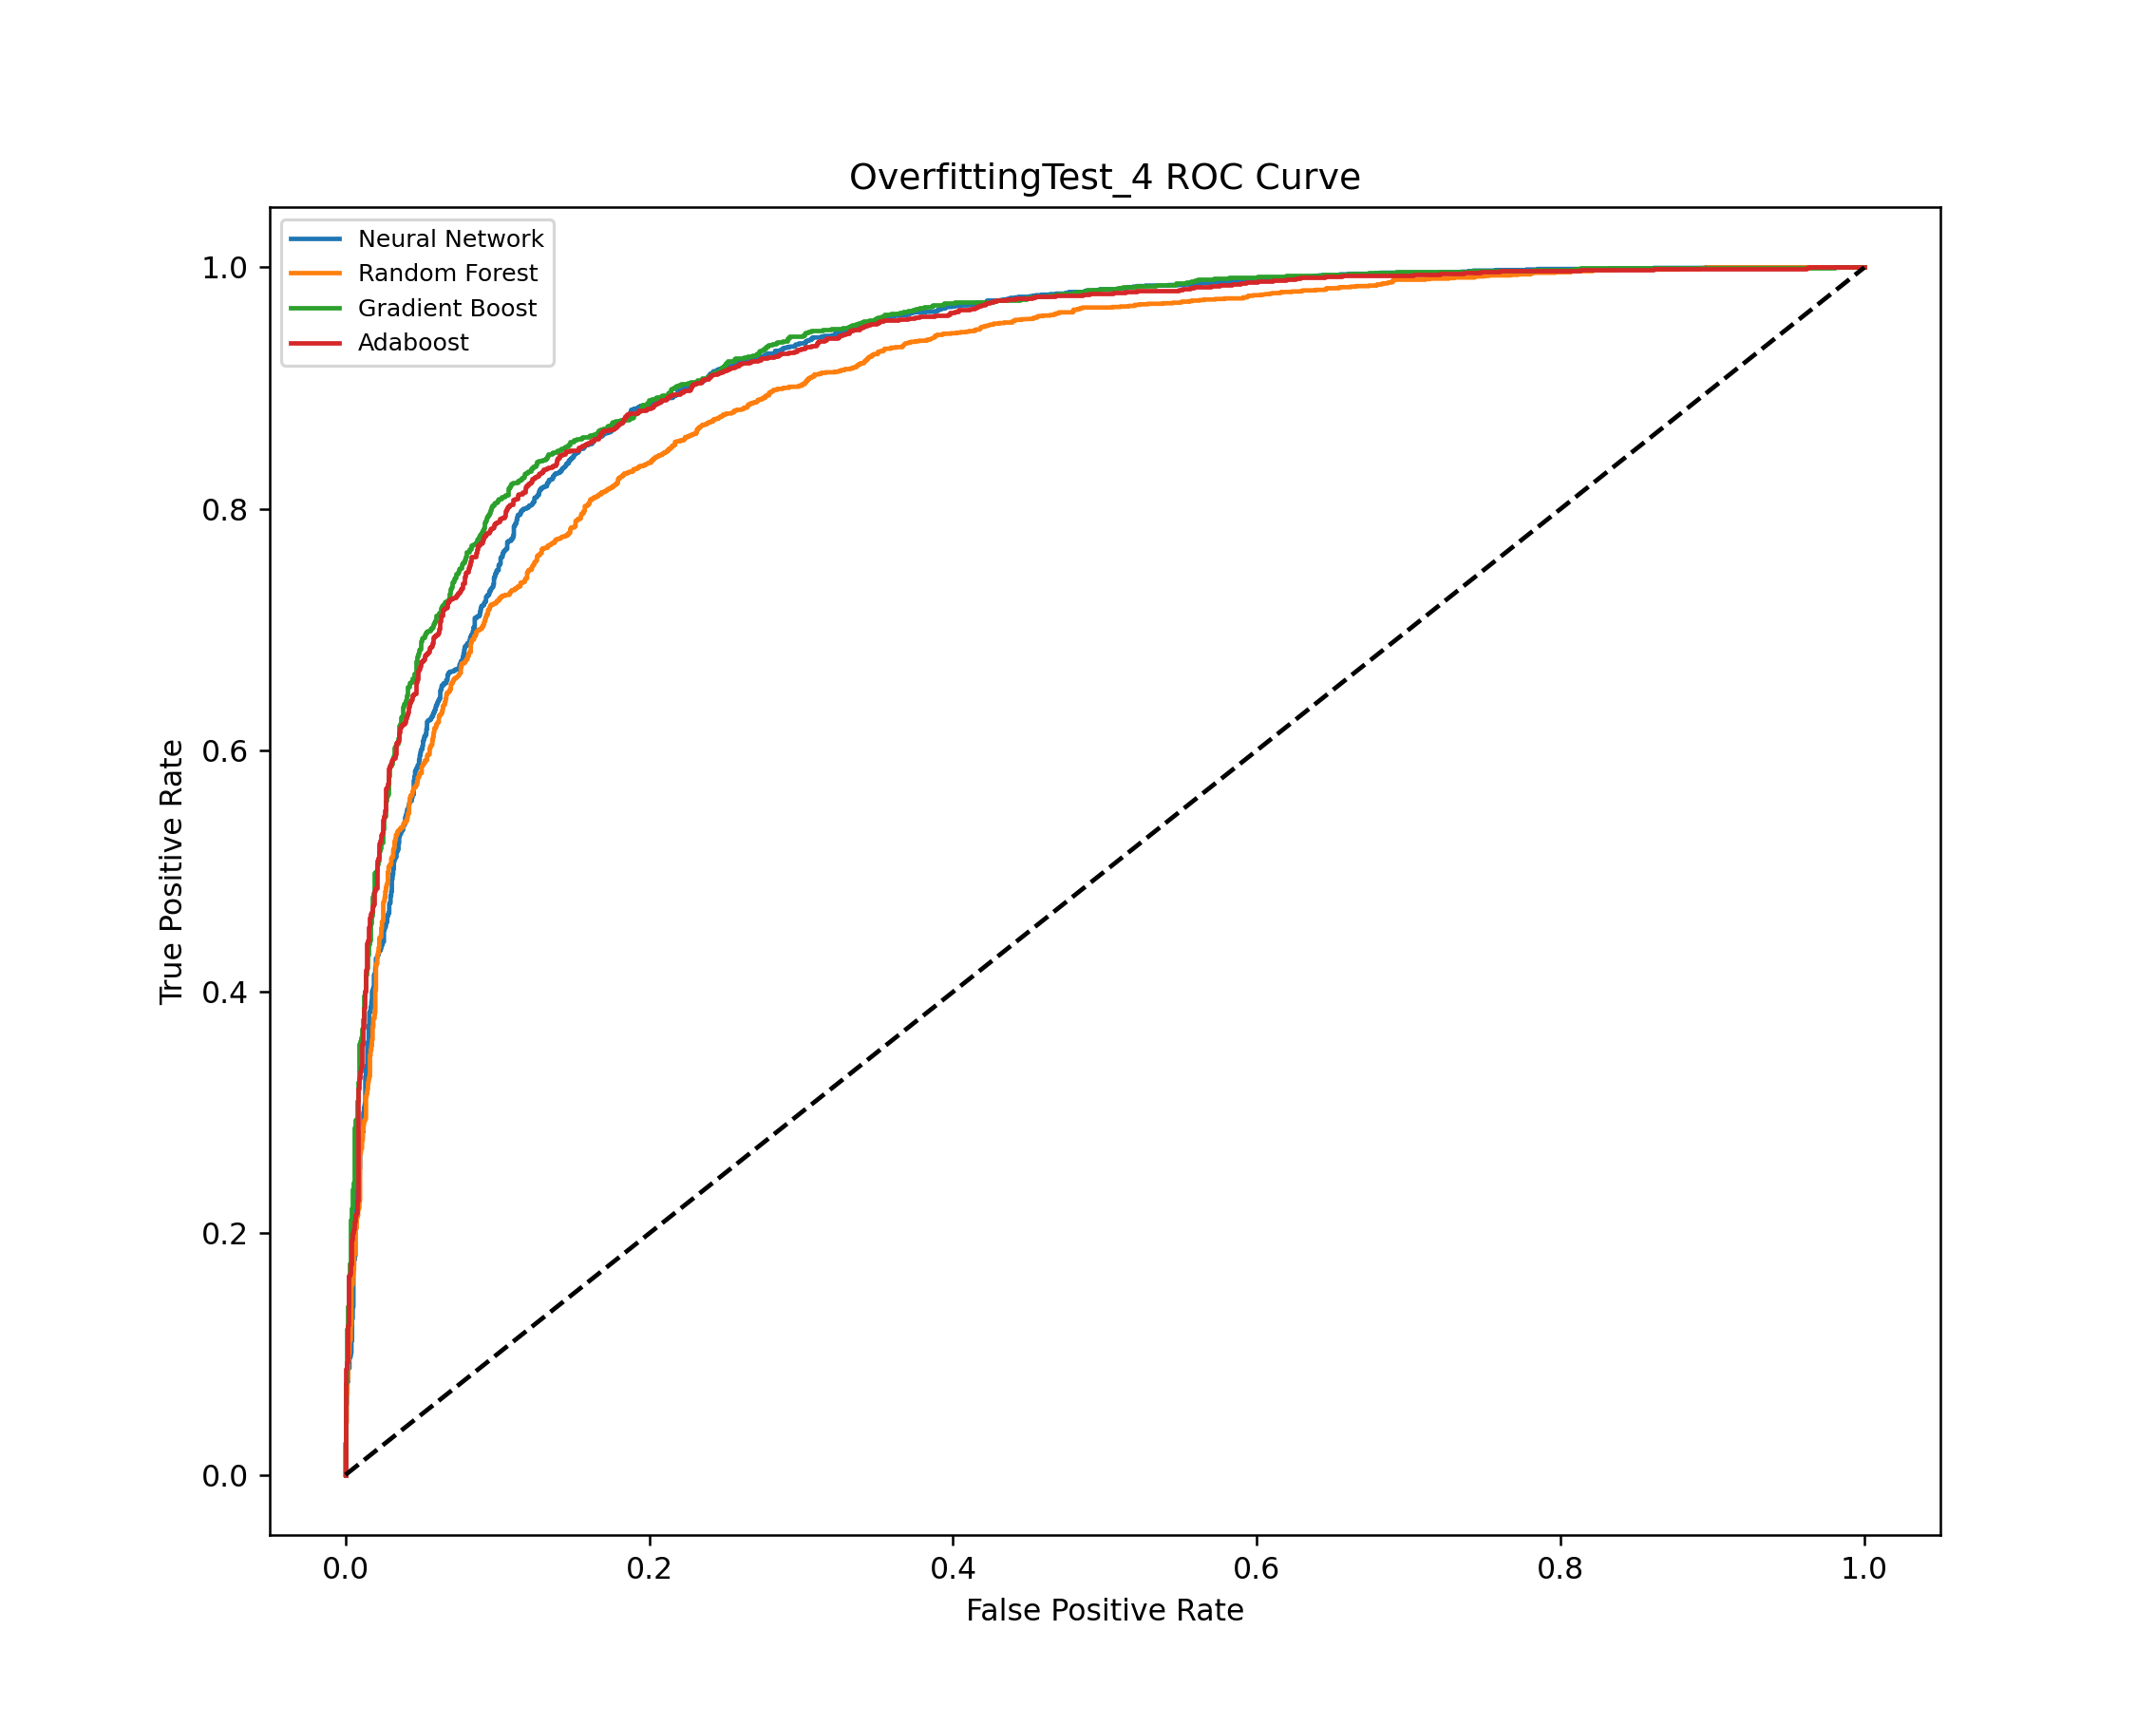 OverfittingTest_4 ROC Curve
Neural Network
Random Forest
Gradient Boost
Adaboost
True Positive Rate
1.0
0.8
0.6
0.4
0.2
0.0
0.0 0.2 0.4 0.6 0.8 1.0
False Positive Rate